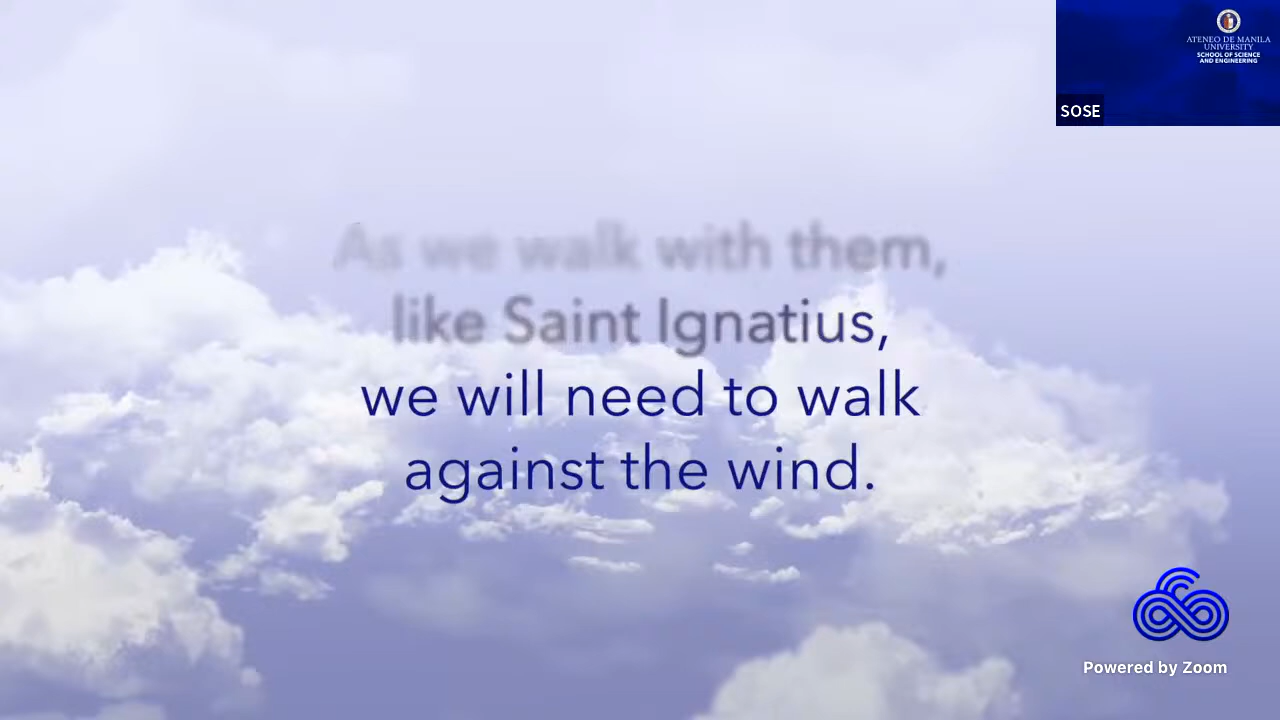 ATENEO DE MANILA
UNIVERSITY
SCHOOL OF SCIENCE
AND ENGINEERING
SOSE
As we walk with them,
like Saint Ignatius,
we will need to walk
against the wind.
Powered by Zoom